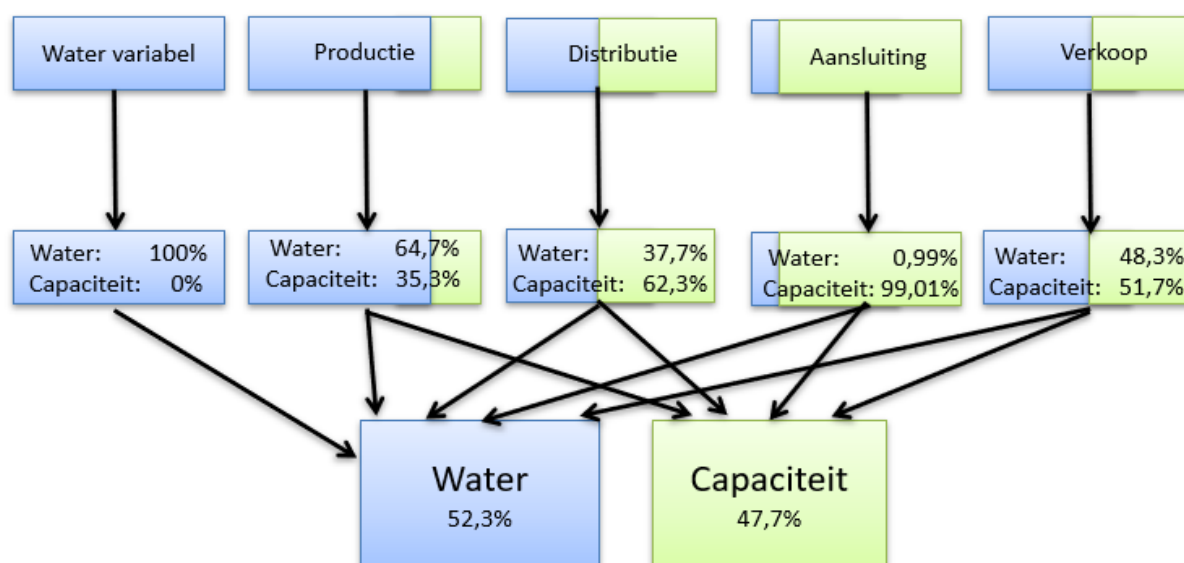 Water variabel
Productie
Distributie
Aansluiting
Verkoop
Water: 100%
Capaciteit: 0%
Water: 64,7%
Capaciteit: 35,3%
Water: 37,7%
Capaciteit: 62,3%
Water: 0,99%
Capaciteit: 99,01%
Water: 48,3%
Capaciteit: 51,7%
Water
52,3%
Capaciteit
47,7%